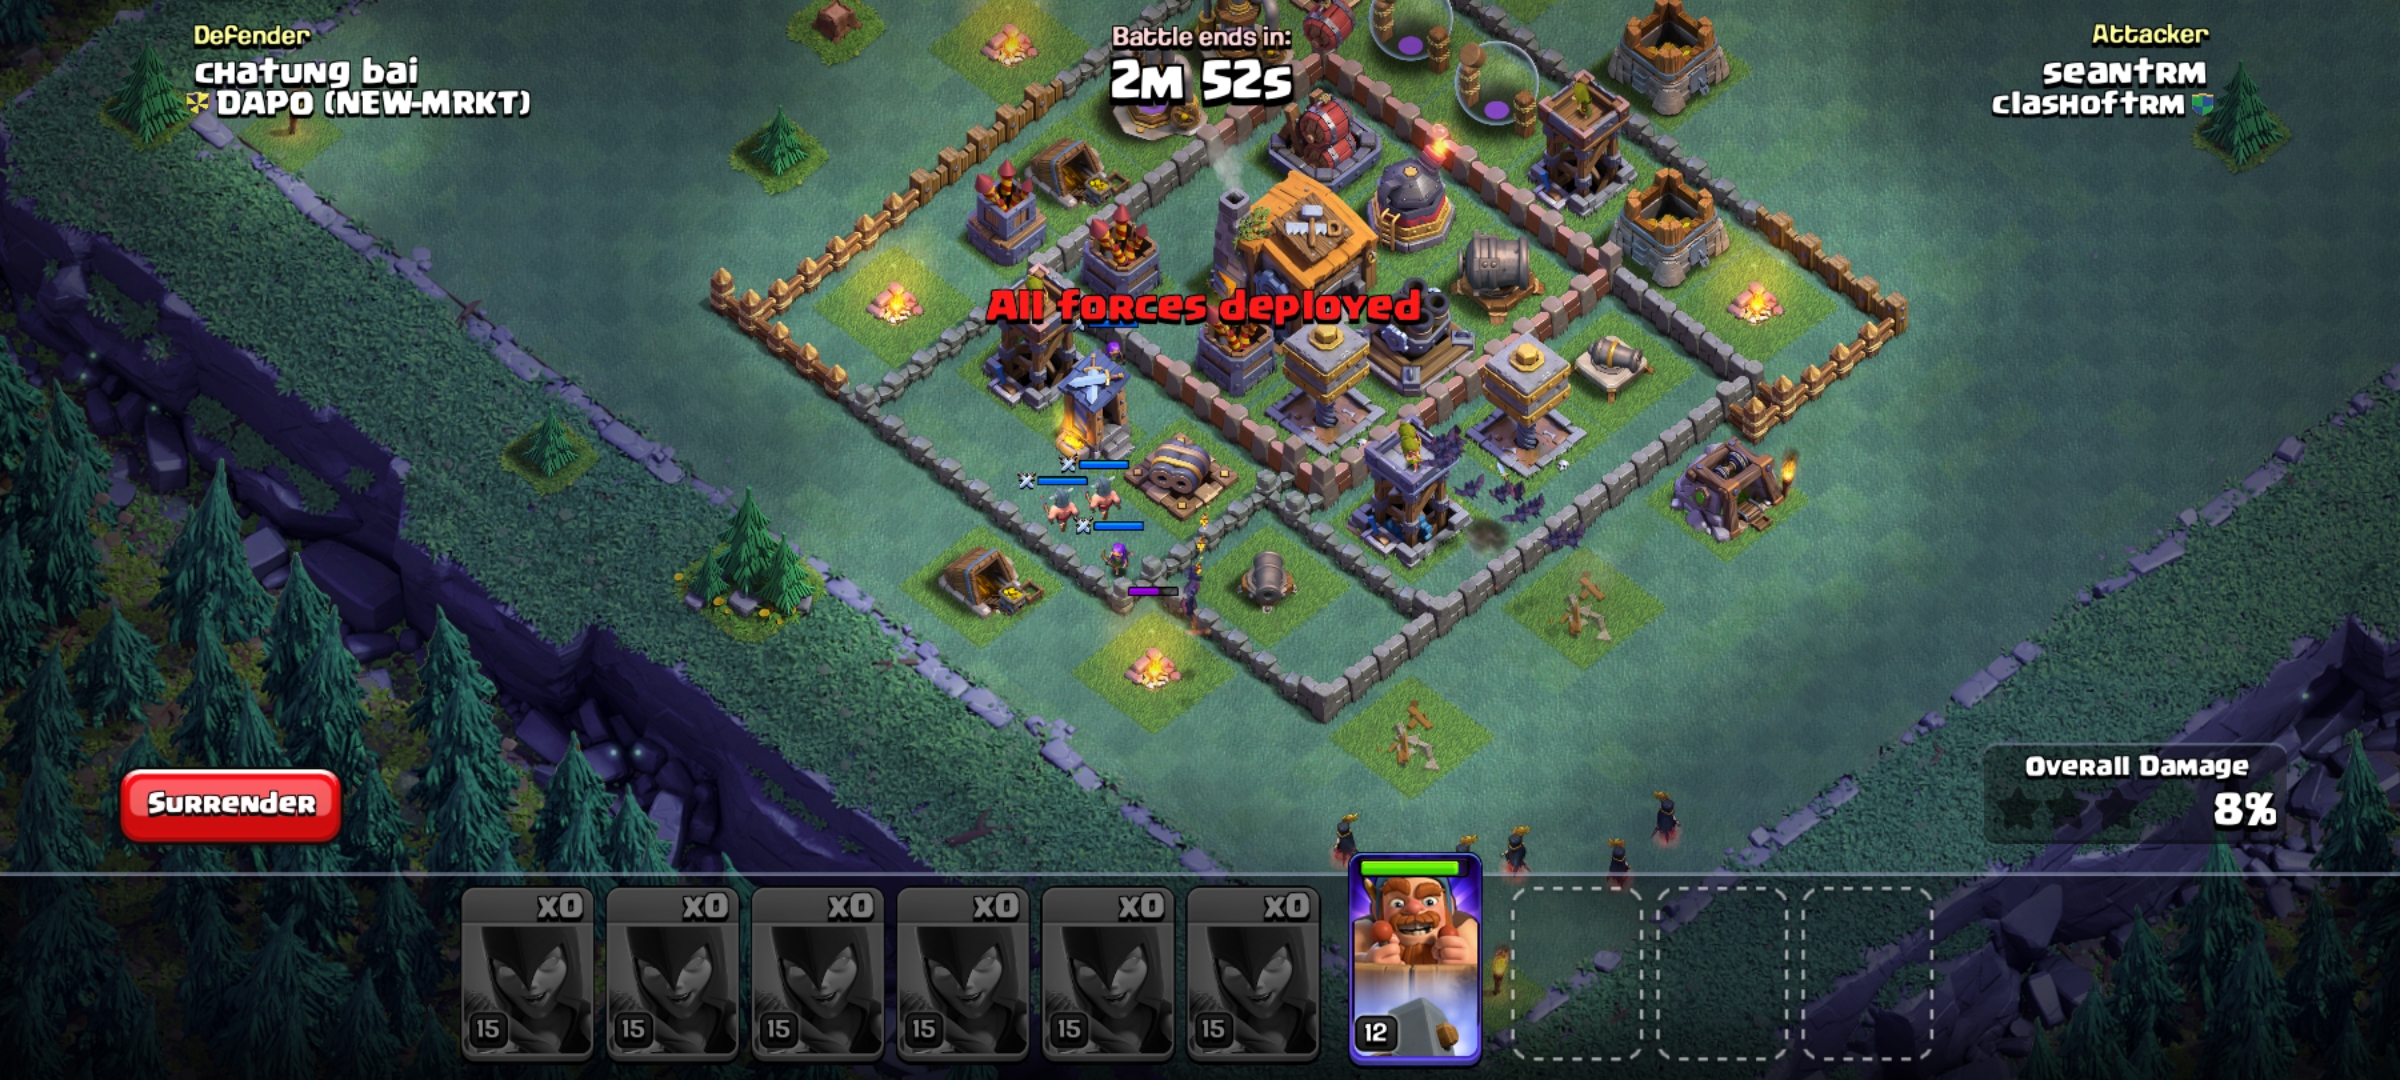 Defender
chatung bai
DAPO (NEW-MRKT)
Battle ends in:
2M 52s
Attacker
seantrm
clashoftrm
All forces deployed
Surrender
Overall Damage
8%
x0
x0
x0
x0
x0
x0
15
15
15
15
15
15
12